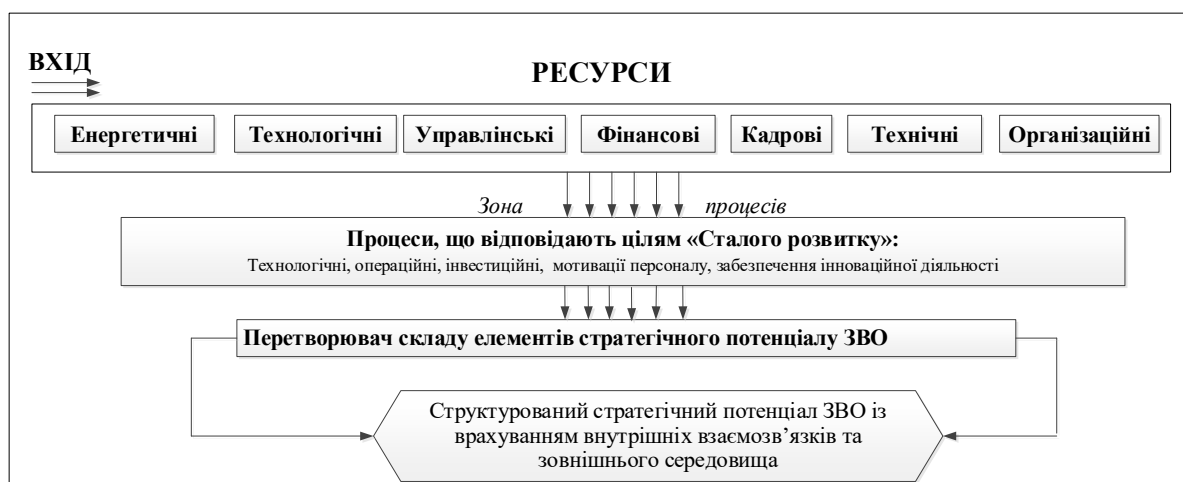 ВХІД
РЕСУРСИ
Енергетичні Технологічні Управлінські Фінансові Кадрові Технічні Організаційні
Зона процесів
Процеси, що відповідають цілям «Сталого розвитку»:
Технологічні, операційні, інвестиційні, мотивації персоналу, забезпечення інноваційної діяльності
Перетворювач складу елементів стратегічного потенціалу ЗВО
Структурований стратегічний потенціал ЗВО із
врахуванням внутрішніх взаємозв’язків та
зовнішнього середовища